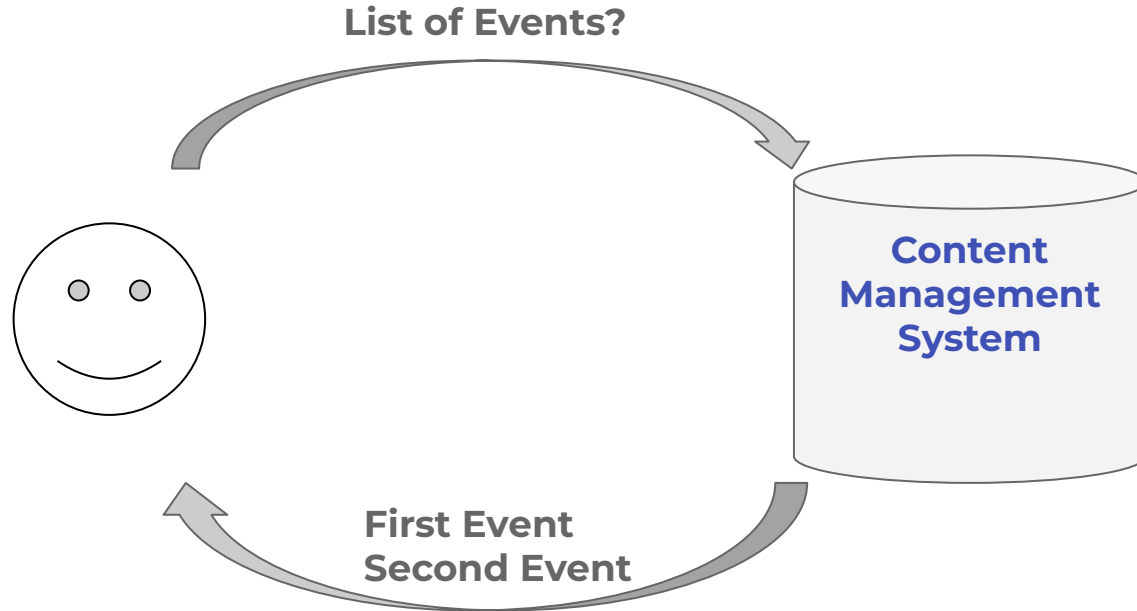 List of Events?
Content
Management
System
First Event
Second Event